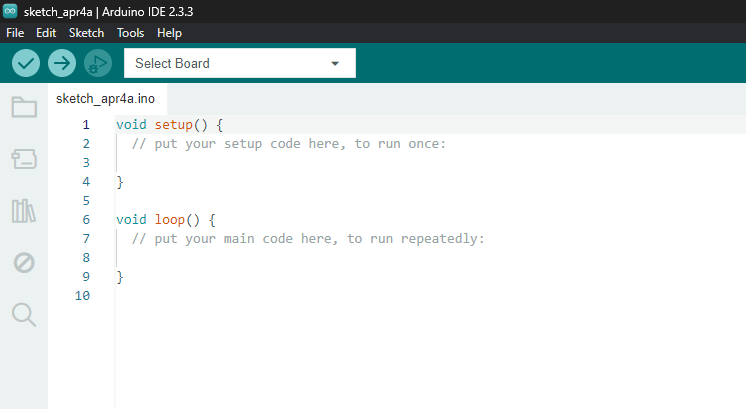 sketch_apr4a | Arduino IDE 2.3.3
File Edit Sketch Tools Help
Select Board
sketch_apr4a.ino
1 void setup() {
2   // put your setup code here, to run once:
3
4 }
5
6 void loop() {
7   // put your main code here, to run repeatedly:
8
9 }
10